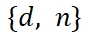 {d, n}